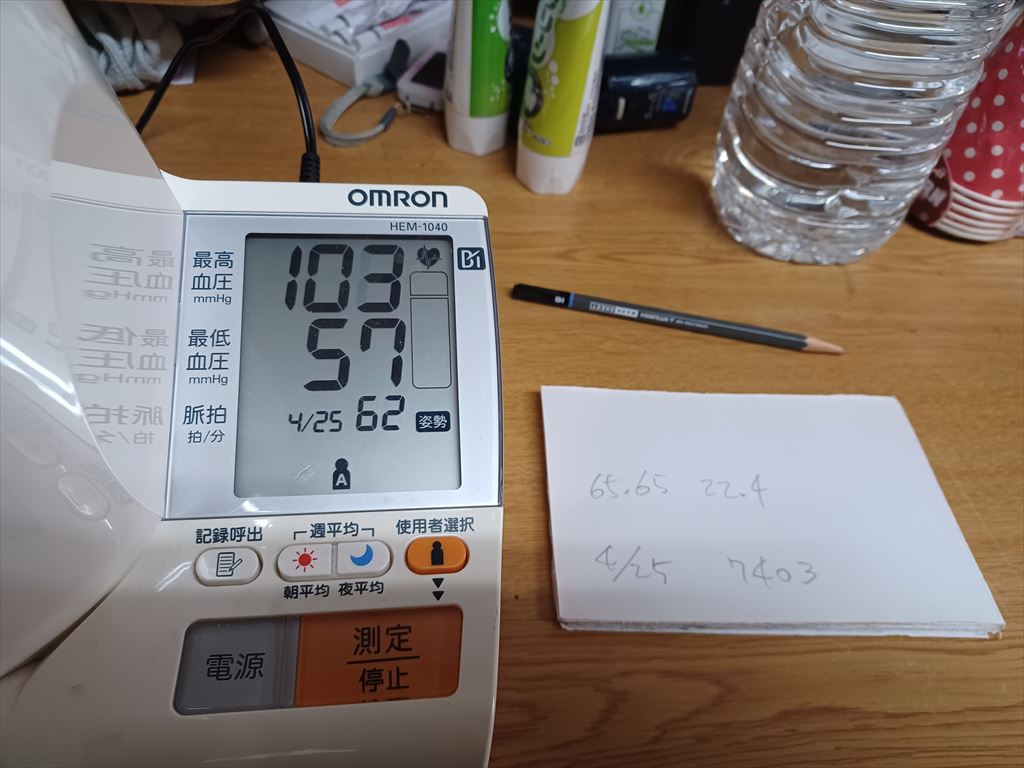 OMRON
HEM-1040
最高
血圧
mmHg
103
最低
血圧
mmHg
57
脈拍
拍/分
4/25 62
姿勢
A
記録呼出
週平均
使用者選択
朝平均 夜平均
電源
測定
停止
65.65 22.4
4/25 7403